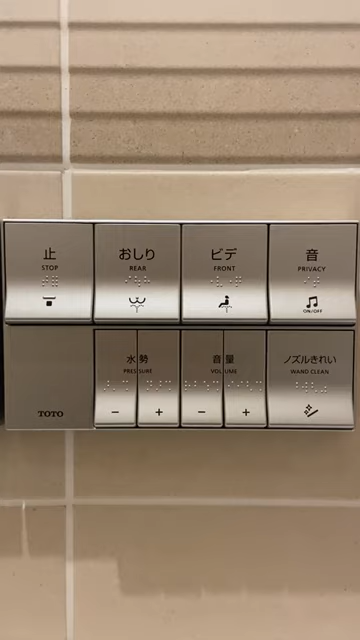 止 おしり ビデ 音
STOP REAR FRONT PRIVACY
ON/OFF
水勢 音量 ノズルきれい
PRESSURE VOLUME WAND CLEAN
− + − +
TOTO